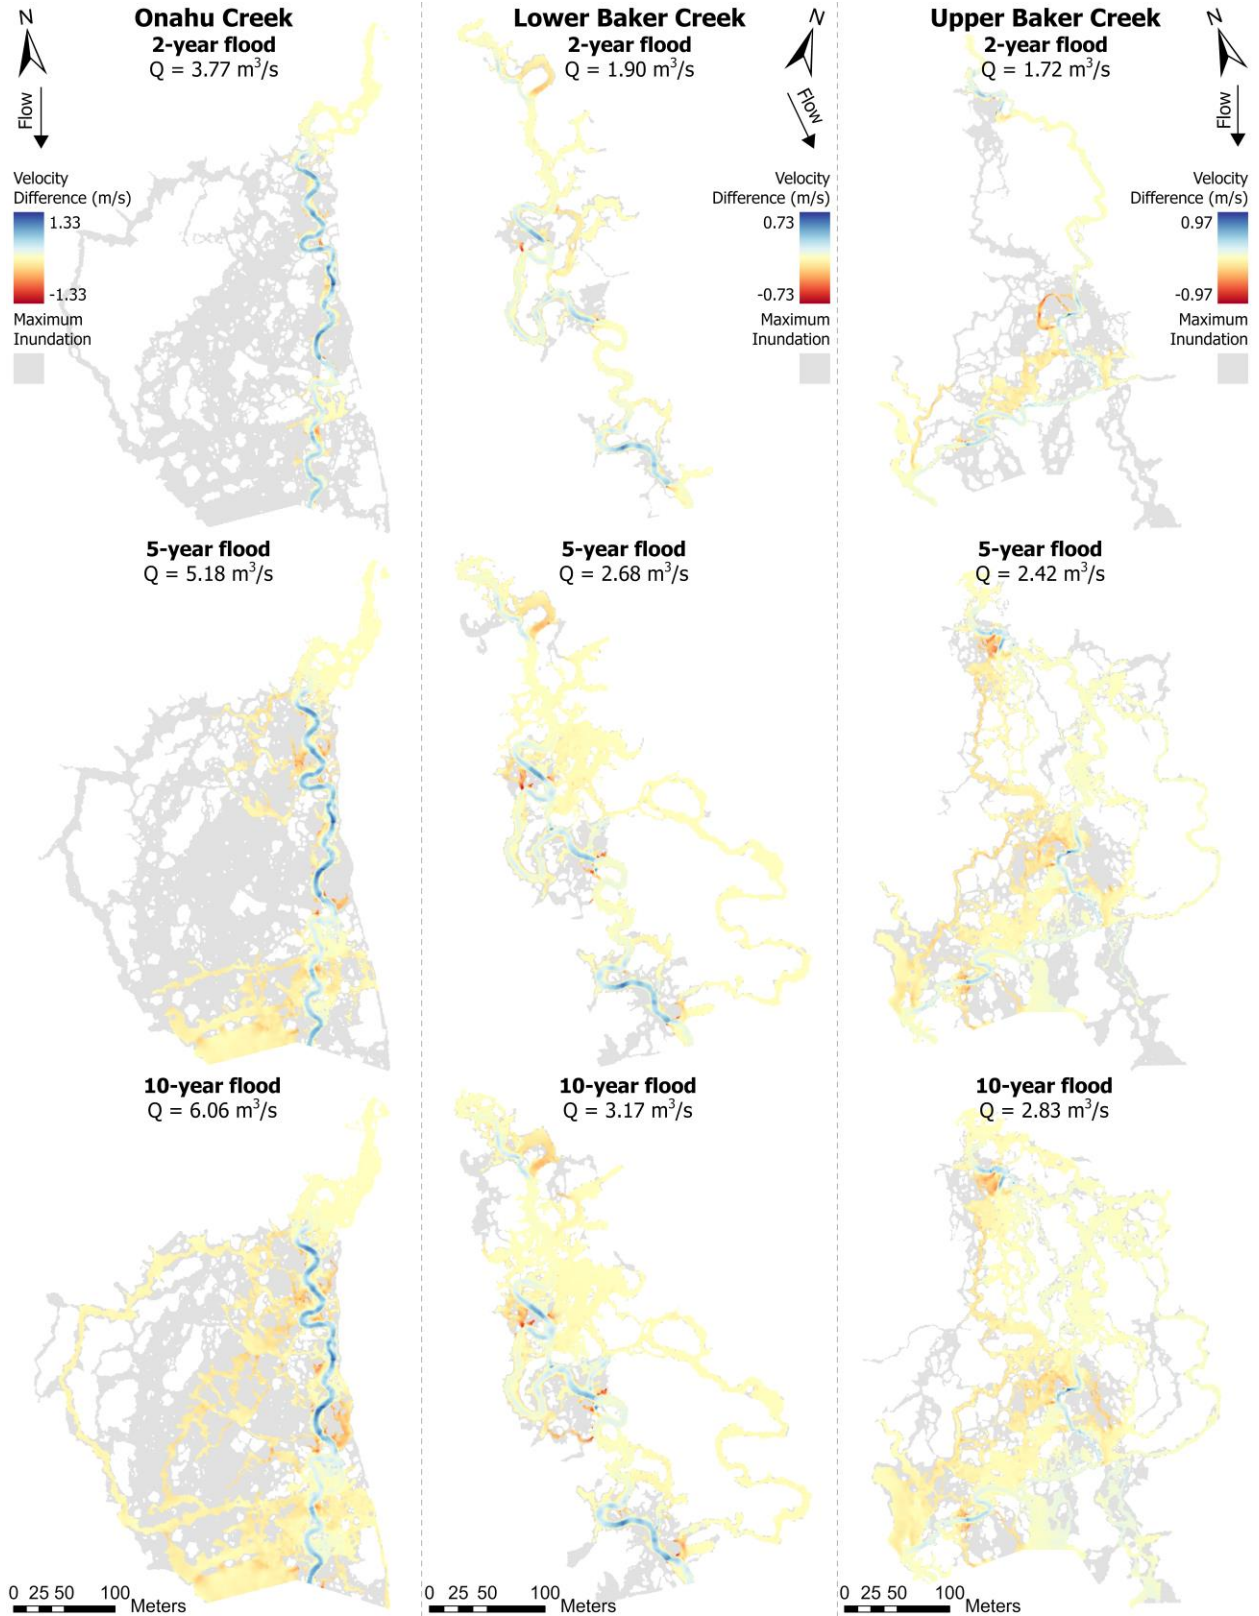 Onahu Creek
2-year flood
Q = 3.77 m³/s
N
Flow
Velocity
Difference (m/s)
1.33
-1.33
Maximum
Inundation
5-year flood
Q = 5.18 m³/s
10-year flood
Q = 6.06 m³/s
0 25 50 100
Meters
Lower Baker Creek
2-year flood
Q = 1.90 m³/s
N
Flow
Velocity
Difference (m/s)
0.73
-0.73
Maximum
Inundation
5-year flood
Q = 2.68 m³/s
10-year flood
Q = 3.17 m³/s
0 25 50 100
Meters
Upper Baker Creek
2-year flood
Q = 1.72 m³/s
N
Flow
Velocity
Difference (m/s)
0.97
-0.97
Maximum
Inundation
5-year flood
Q = 2.42 m³/s
10-year flood
Q = 2.83 m³/s
0 25 50 100
Meters